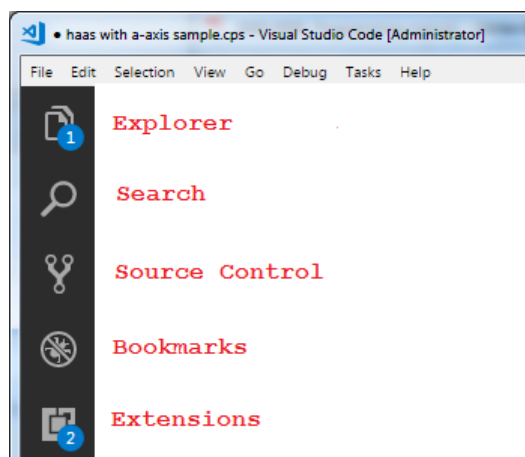 • haas with a-axis sample.cps - Visual Studio Code [Administrator]
File Edit Selection View Go Debug Tasks Help
1 Explorer
Search
Source Control
Bookmarks
Extensions
2